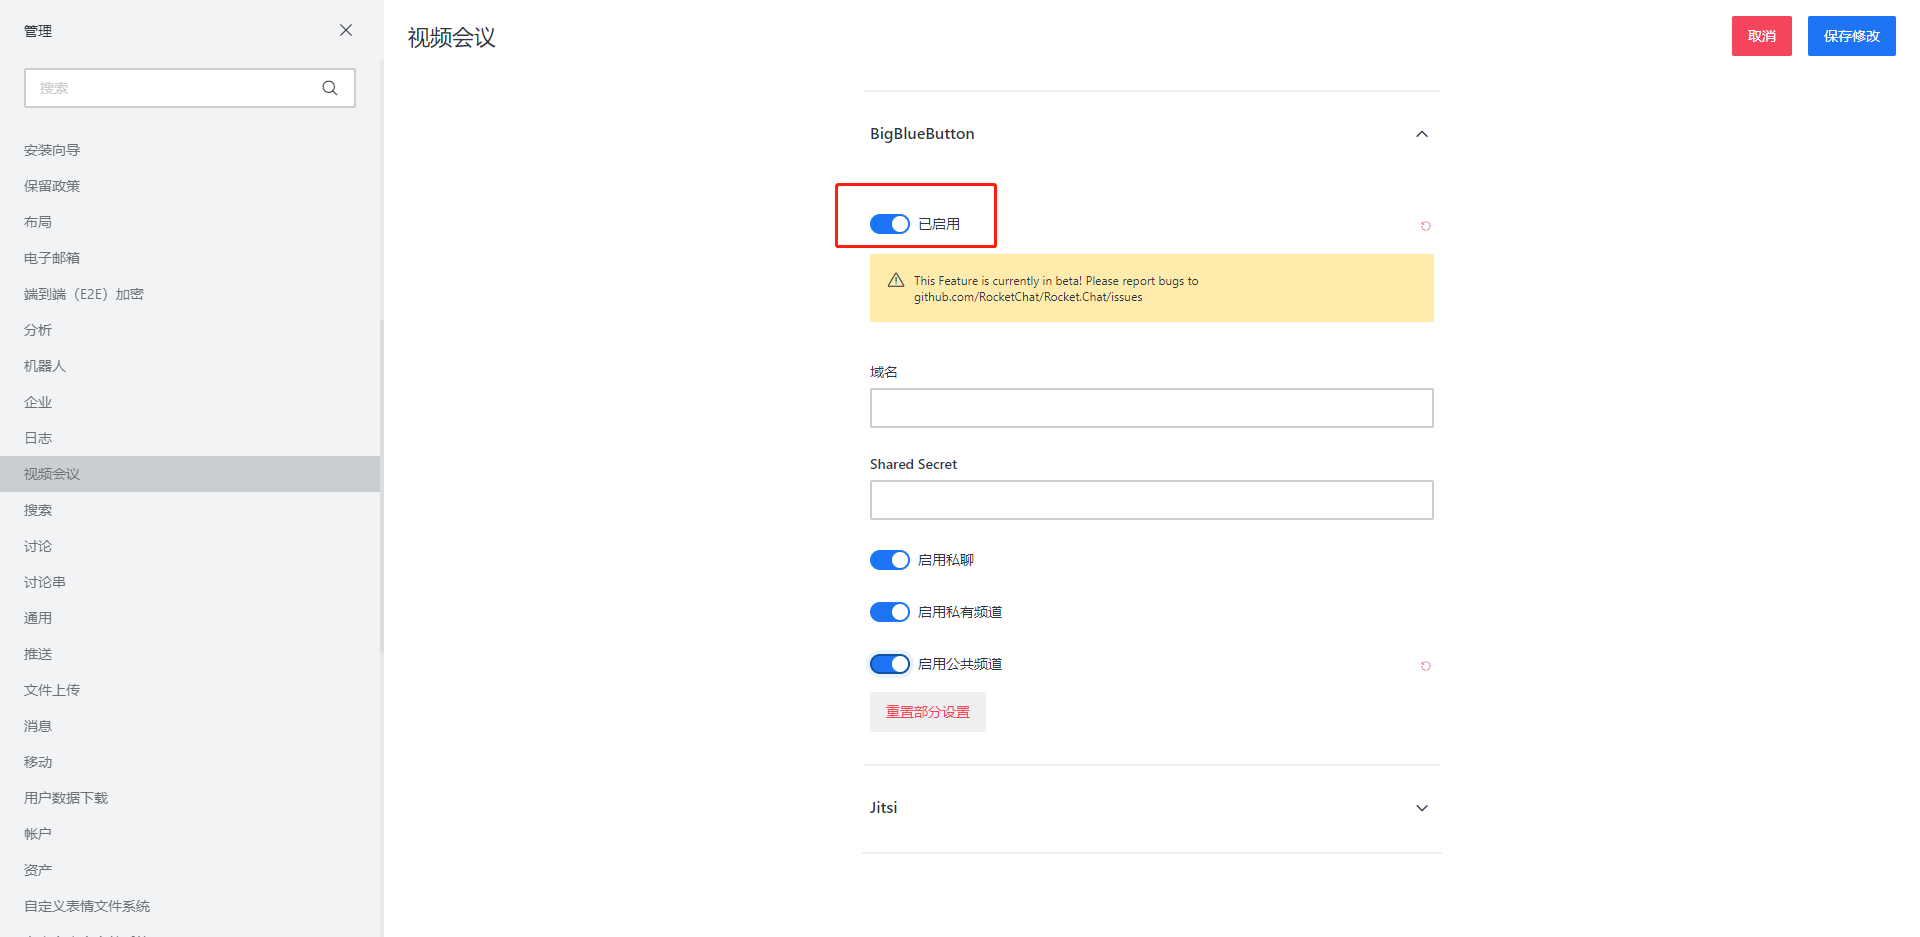 管理
搜索
安装向导
保留政策
布局
电子邮箱
端到端（E2E）加密
分析
机器人
企业
日志
视频会议
搜索
讨论
讨论串
通用
推送
文件上传
消息
移动
用户数据下载
帐户
资产
自定义表情文件系统
视频会议
取消
保存修改
BigBlueButton
已启用
This Feature is currently in beta! Please report bugs to
github.com/RocketChat/Rocket.Chat/issues
域名
Shared Secret
启用私聊
启用私有频道
启用公共频道
重置部分设置
Jitsi